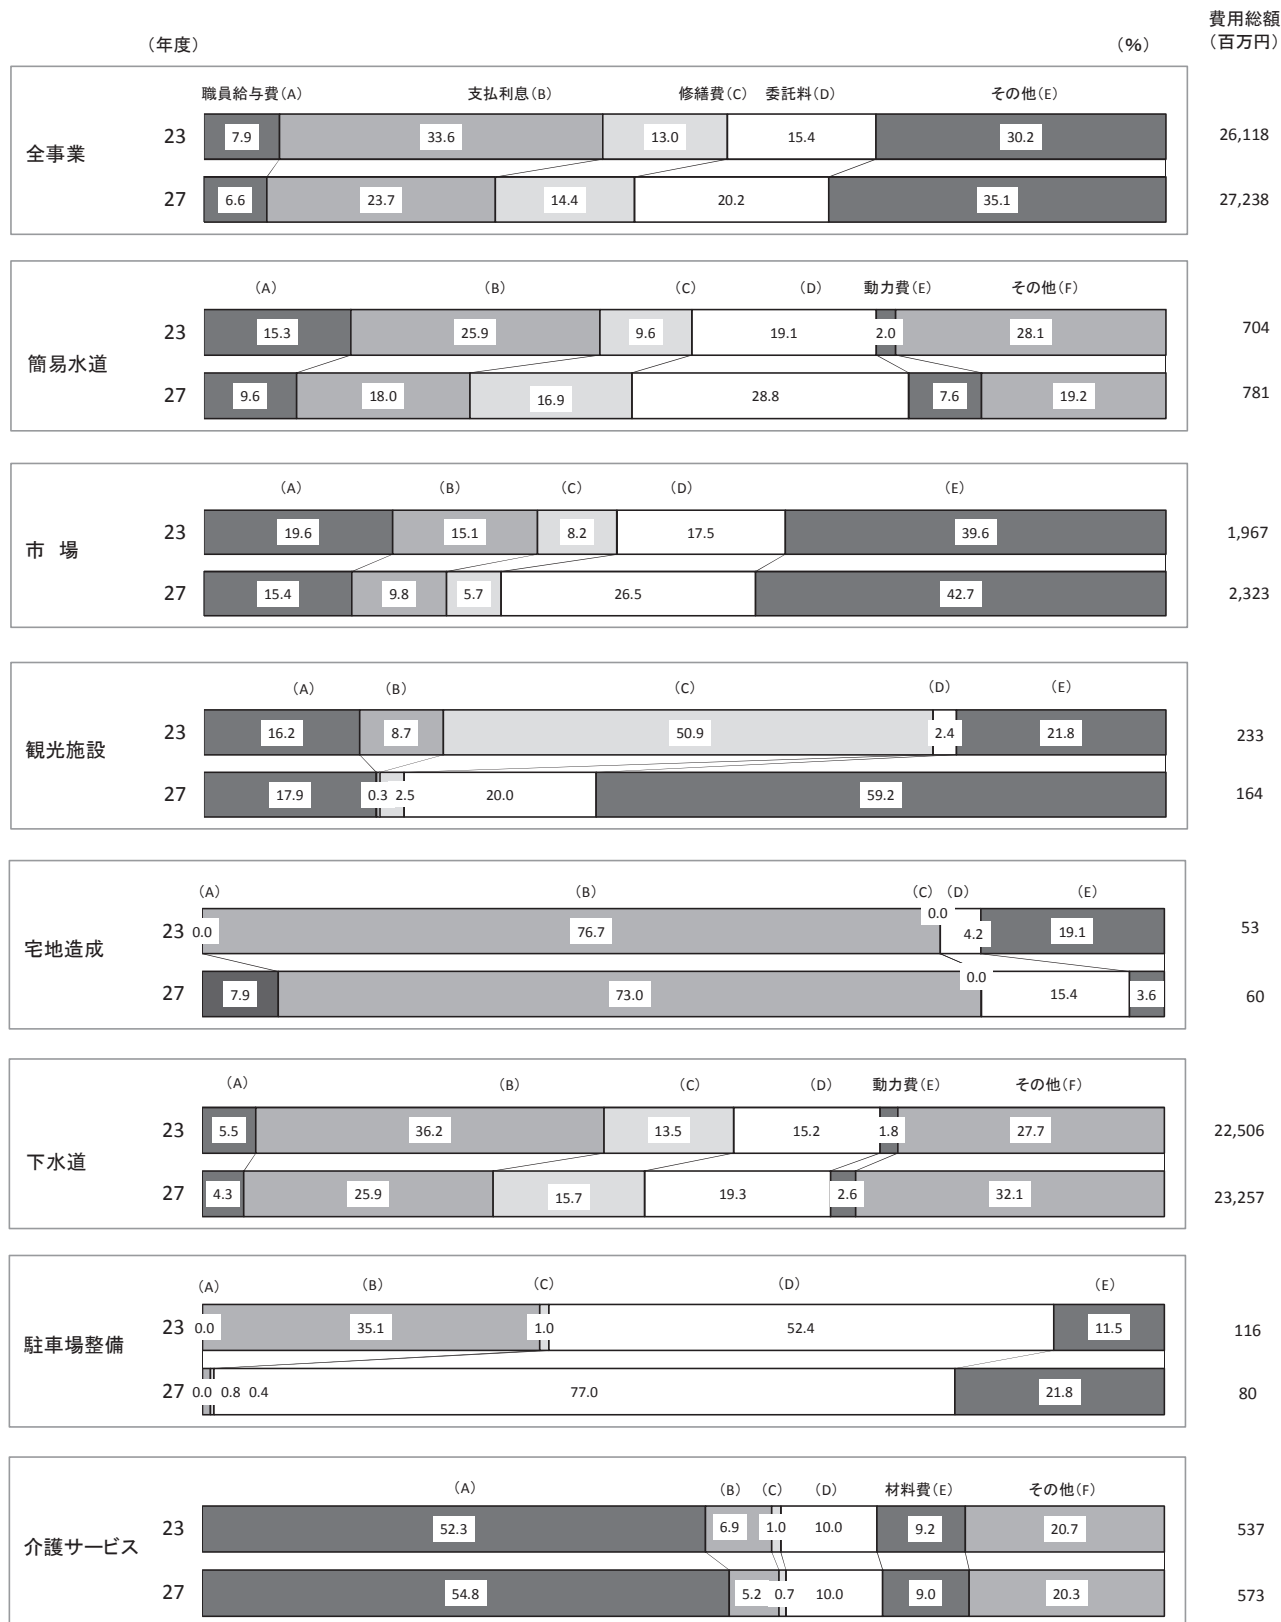 費用総額
（年度） （%） （百万円）
職員給与費（A） 支払利息（B） 修繕費（C） 委託料（D） その他（E）
23 7.9 33.6 13.0 15.4 30.2 26,118
全事業
27 6.6 23.7 14.4 20.2 35.1 27,238
（A） （B） （C） （D） 動力費（E） その他（F）
23 15.3 25.9 9.6 19.1 2.0 28.1 704
簡易水道
27 9.6 18.0 16.9 28.8 7.6 19.2 781
（A） （B） （C） （D） （E）
23 19.6 15.1 8.2 17.5 39.6 1,967
市 場
27 15.4 9.8 5.7 26.5 42.7 2,323
（A） （B） （C） （D） （E）
23 16.2 8.7 50.9 2.4 21.8 233
観光施設
27 17.9 0.3 2.5 20.0 59.2 164
（A） （B） （C） （D） （E）
23 0.0 76.7 0.0 4.2 19.1 53
宅地造成
27 7.9 73.0 0.0 15.4 3.6 60
（A） （B） （C） （D） 動力費（E） その他（F）
23 5.5 36.2 13.5 15.2 1.8 27.7 22,506
下水道
27 4.3 25.9 15.7 19.3 2.6 32.1 23,257
（A） （B） （C） （D） （E）
23 0.0 35.1 1.0 52.4 11.5 116
駐車場整備
27 0.0 0.8 0.4 77.0 21.8 80
（A） （B） （C） （D） 材料費（E） その他（F）
23 52.3 6.9 1.0 10.0 9.2 20.7 537
介護サービス
27 54.8 5.2 0.7 10.0 9.0 20.3 573